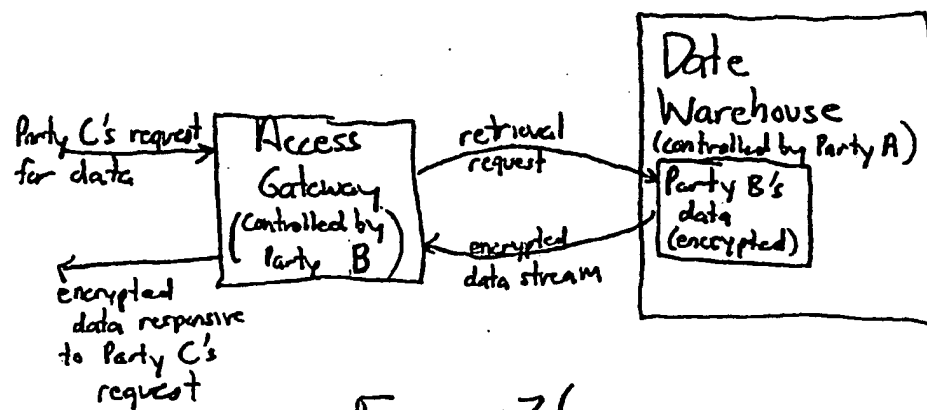 Party C's request
for data
Access
Gateway
(controlled by
Party B)
retrieval
request
encrypted
data stream
Date
Warehouse
(controlled by Party A)
Party B's
data
(encrypted)
encrypted
data responsive
to Party C's
request